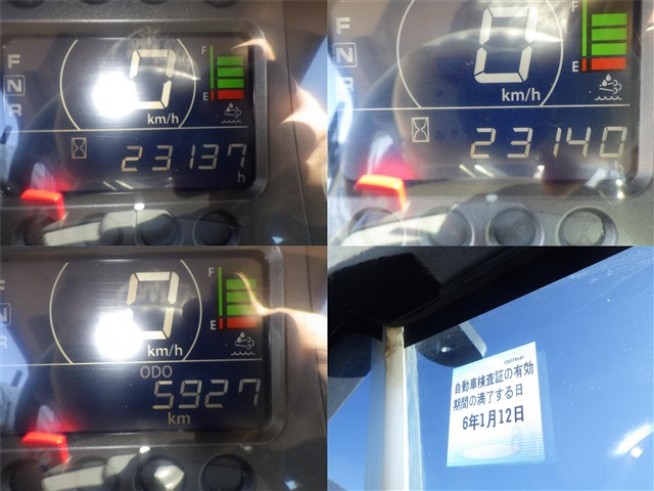 F
N
R
0
km/h
F
E
23137
h
F
N
R
0
km/h
E
23140
h
N
R
0
km/h
F
E
ODO
5927
km
自動車検査証の有効
期間の満了する日
6年1月12日